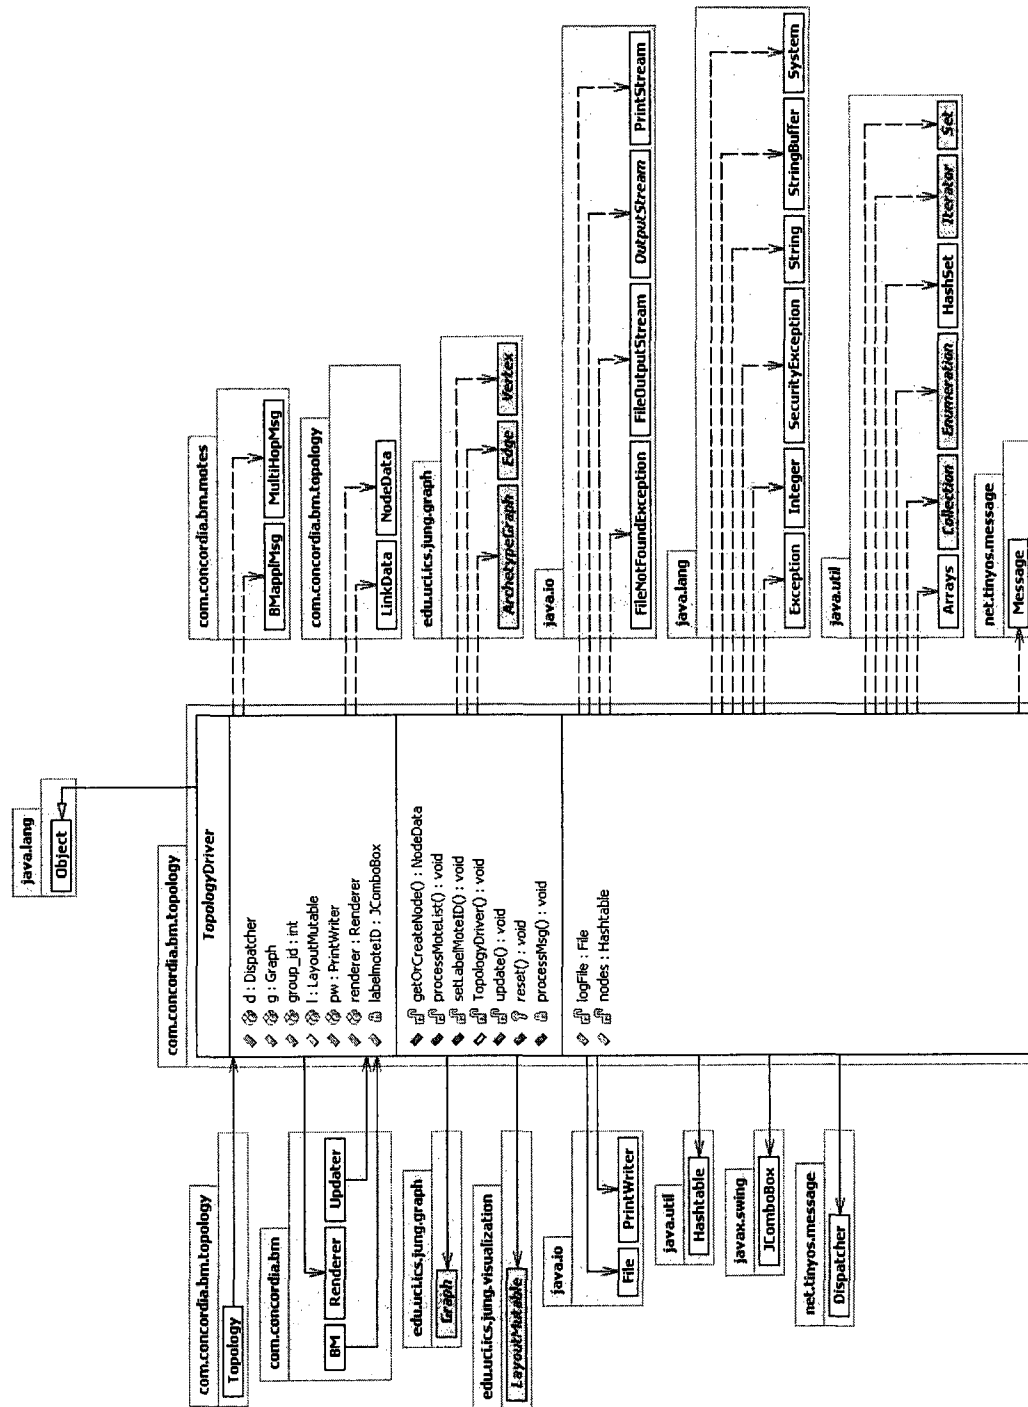 java.lang
Object
com.concordia.bm.topology
TopologyDriver
d : Dispatcher
g : Graph
group_id : int
l : LayoutMutable
pw : PrintWriter
renderer : Renderer
labelmoteID : JComboBox
getOrCreateNode() : NodeData
processMoteList() : void
setLabelMoteID() : void
TopologyDriver() : void
update() : void
reset() : void
processMsg() : void
logFile : File
nodes : Hashtable
com.concordia.bm.topology
Topology
com.concordia.bm
BM
Renderer
Updater
edu.uci.ics.jung.graph
Graph
edu.uci.ics.jung.visualization
LayoutMutable
java.io
File
PrintWriter
java.util
Hashtable
javax.swing
JComboBox
net.tinyos.message
Dispatcher
com.concordia.bm.motes
BMapplMsg
MultiHopMsg
com.concordia.bm.topology
LinkData
NodeData
edu.uci.ics.jung.graph
ArchetypeGraph
Edge
Vertex
java.io
FileNotFoundException
FileOutputStream
OutputStream
PrintStream
java.lang
Exception
Integer
SecurityException
String
StringBuffer
System
java.util
Arrays
Collection
Enumeration
HashSet
Iterator
Set
net.tinyos.message
Message